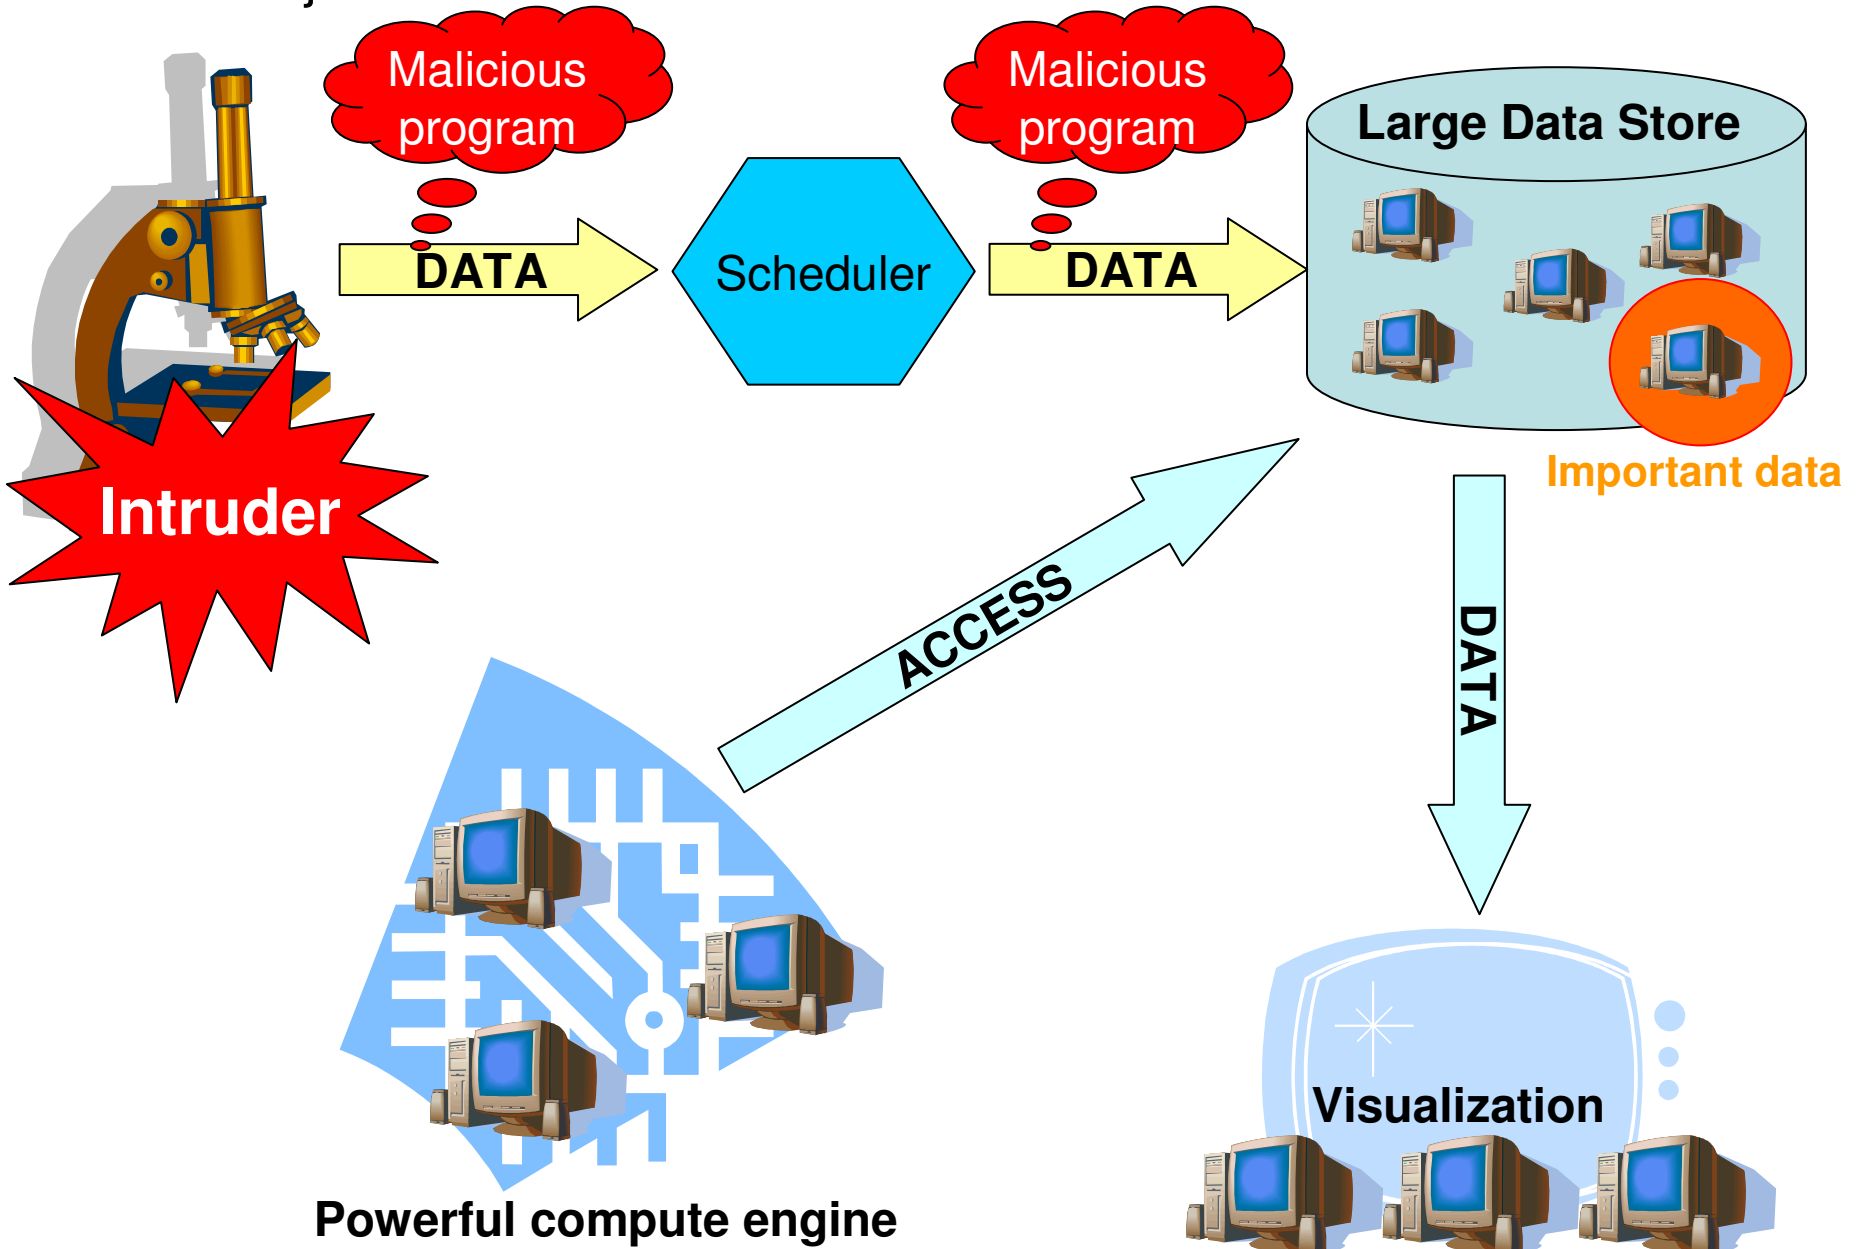 Malicious
program
Malicious
program
Large Data Store
DATA
Scheduler
DATA
Important data
Intruder
ACCESS
DATA
Visualization
Powerful compute engine